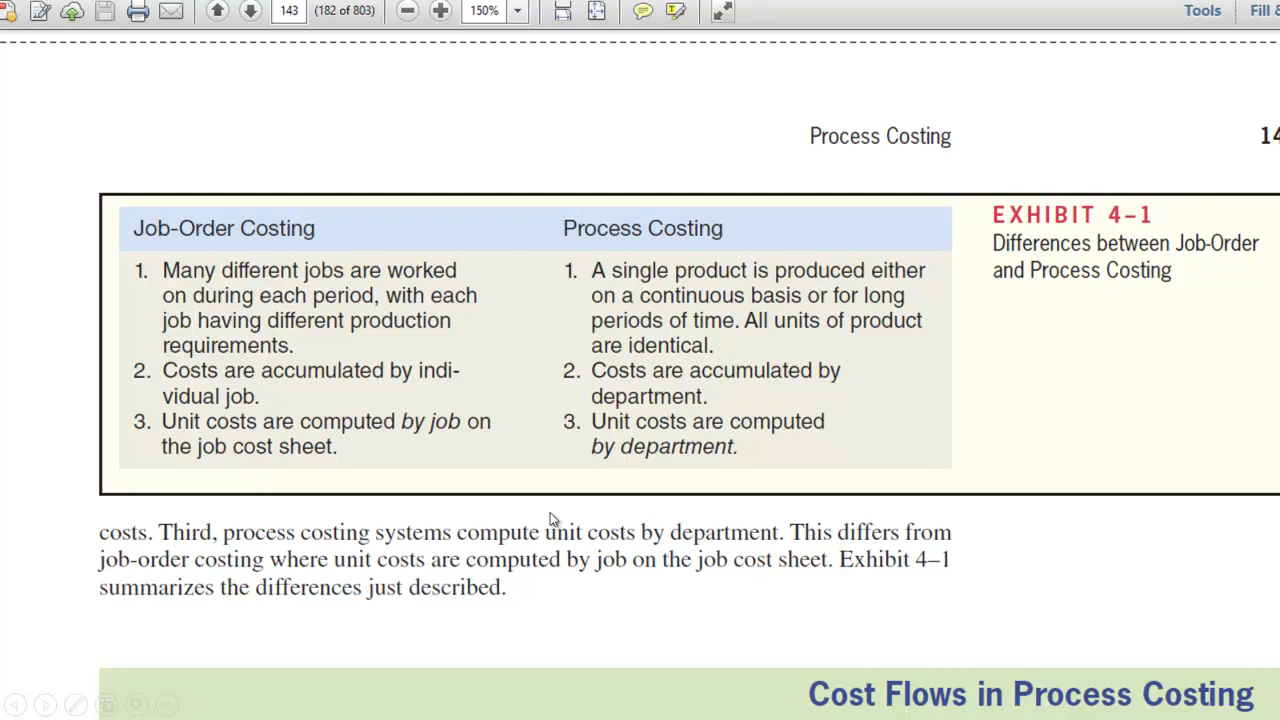 143 (182 of 803) 150% Tools Fill &
Process Costing 14
Job-Order Costing
1. Many different jobs are worked
on during each period, with each
job having different production
requirements.
2. Costs are accumulated by indi-
vidual job.
3. Unit costs are computed by job on
the job cost sheet.
Process Costing
1. A single product is produced either
on a continuous basis or for long
periods of time. All units of product
are identical.
2. Costs are accumulated by
department.
3. Unit costs are computed
by department.
EXHIBIT 4–1
Differences between Job-Order
and Process Costing
costs. Third, process costing systems compute unit costs by department. This differs from
job-order costing where unit costs are computed by job on the job cost sheet. Exhibit 4–1
summarizes the differences just described.
Cost Flows in Process Costing